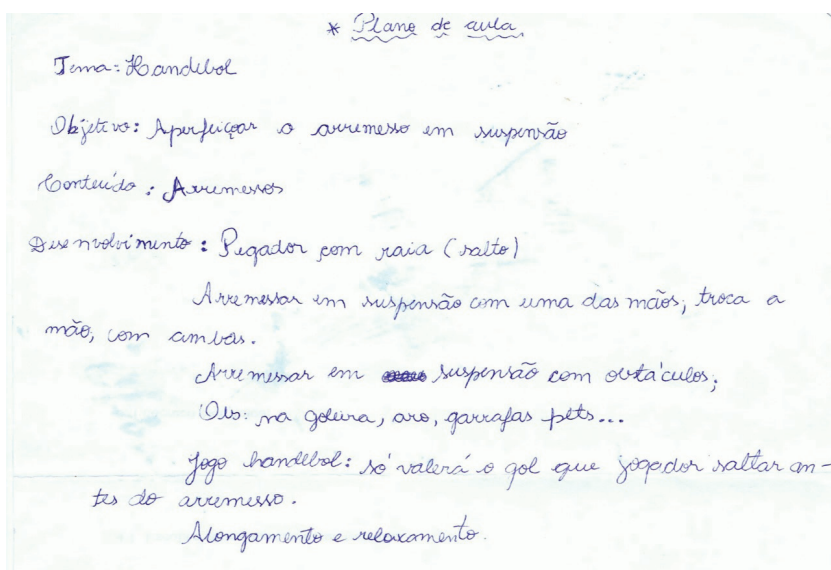 * Plano de aula
Tema: Handebol
Objetivo: Aperfeiçoar o arremesso em suspensão
Conteúdo: Arremessos
Desenvolvimento: Pegador com raia (salto)
Arremessar em suspensão com uma das mãos, troca a
mão, com ambas.
Arremessar em suspensão com obstáculos;
Obs: na goleira, aro, garrafas pets...
Jogo handebol: só valerá o gol que jogador saltar an-
tes do arremesso.
Alongamento e relaxamento.